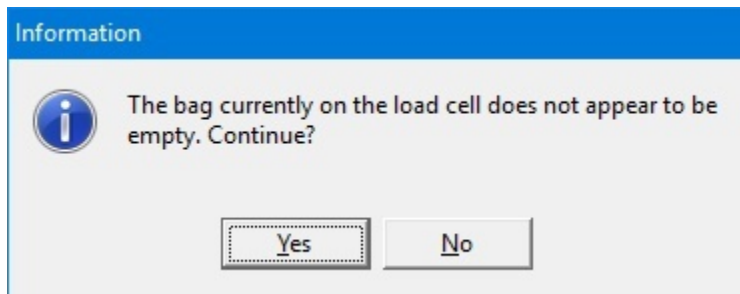 Information
The bag currently on the load cell does not appear to be
empty. Continue?
Yes
No